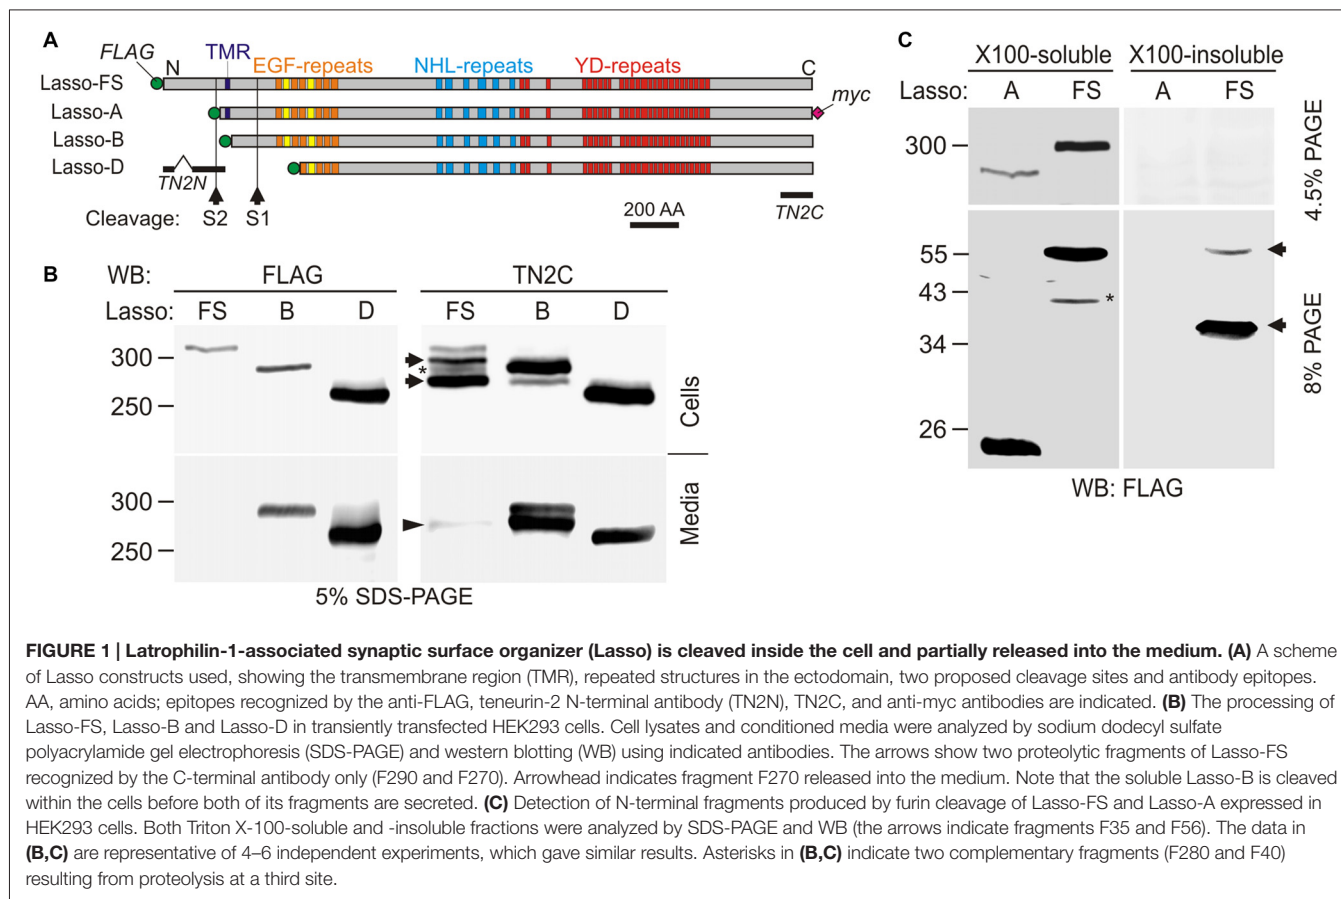 A
FLAG
N
TMR
EGF-repeats
NHL-repeats
YD-repeats
C
Lasso-FS
Lasso-A
myc
Lasso-B
Lasso-D
TN2N
Cleavage: S2 S1
200 AA
TN2C
B
WB: FLAG TN2C
Lasso: FS B D FS B D
300
*
250
Cells
300
250
Media
5% SDS-PAGE
C
X100-soluble X100-insoluble
Lasso: A FS A FS
300
4.5% PAGE
55
43
*
34
26
8% PAGE
WB: FLAG
FIGURE 1 | Latrophilin-1-associated synaptic surface organizer (Lasso) is cleaved inside the cell and partially released into the medium. (A) A scheme
of Lasso constructs used, showing the transmembrane region (TMR), repeated structures in the ectodomain, two proposed cleavage sites and antibody epitopes.
AA, amino acids; epitopes recognized by the anti-FLAG, teneurin-2 N-terminal antibody (TN2N), TN2C, and anti-myc antibodies are indicated. (B) The processing of
Lasso-FS, Lasso-B and Lasso-D in transiently transfected HEK293 cells. Cell lysates and conditioned media were analyzed by sodium dodecyl sulfate
polyacrylamide gel electrophoresis (SDS-PAGE) and western blotting (WB) using indicated antibodies. The arrows show two proteolytic fragments of Lasso-FS
recognized by the C-terminal antibody only (F290 and F270). Arrowhead indicates fragment F270 released into the medium. Note that the soluble Lasso-B is cleaved
within the cells before both of its fragments are secreted. (C) Detection of N-terminal fragments produced by furin cleavage of Lasso-FS and Lasso-A expressed in
HEK293 cells. Both Triton X-100-soluble and -insoluble fractions were analyzed by SDS-PAGE and WB (the arrows indicate fragments F35 and F56). The data in
(B,C) are representative of 4–6 independent experiments, which gave similar results. Asterisks in (B,C) indicate two complementary fragments (F280 and F40)
resulting from proteolysis at a third site.